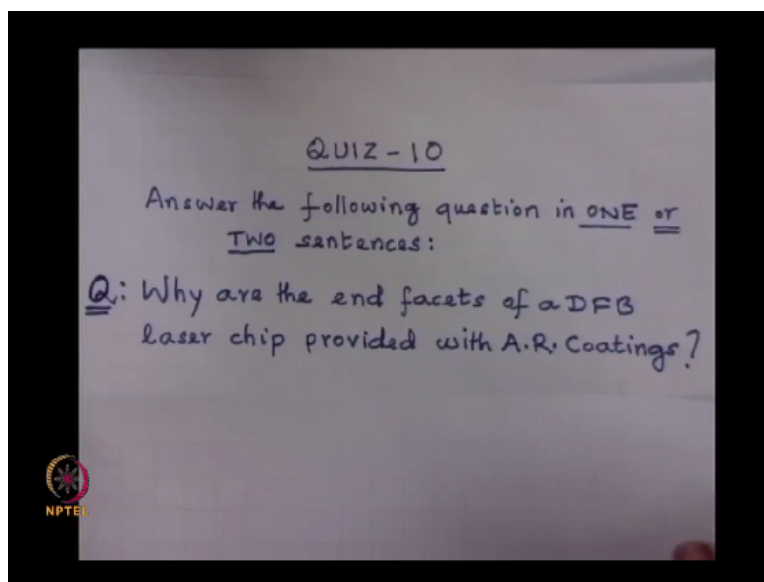 QUIZ-10
Answer the following question in ONE or
TWO sentences:
Q: Why are the end facets of a DFB
laser chip provided with A.R. Coatings?
NPTEL